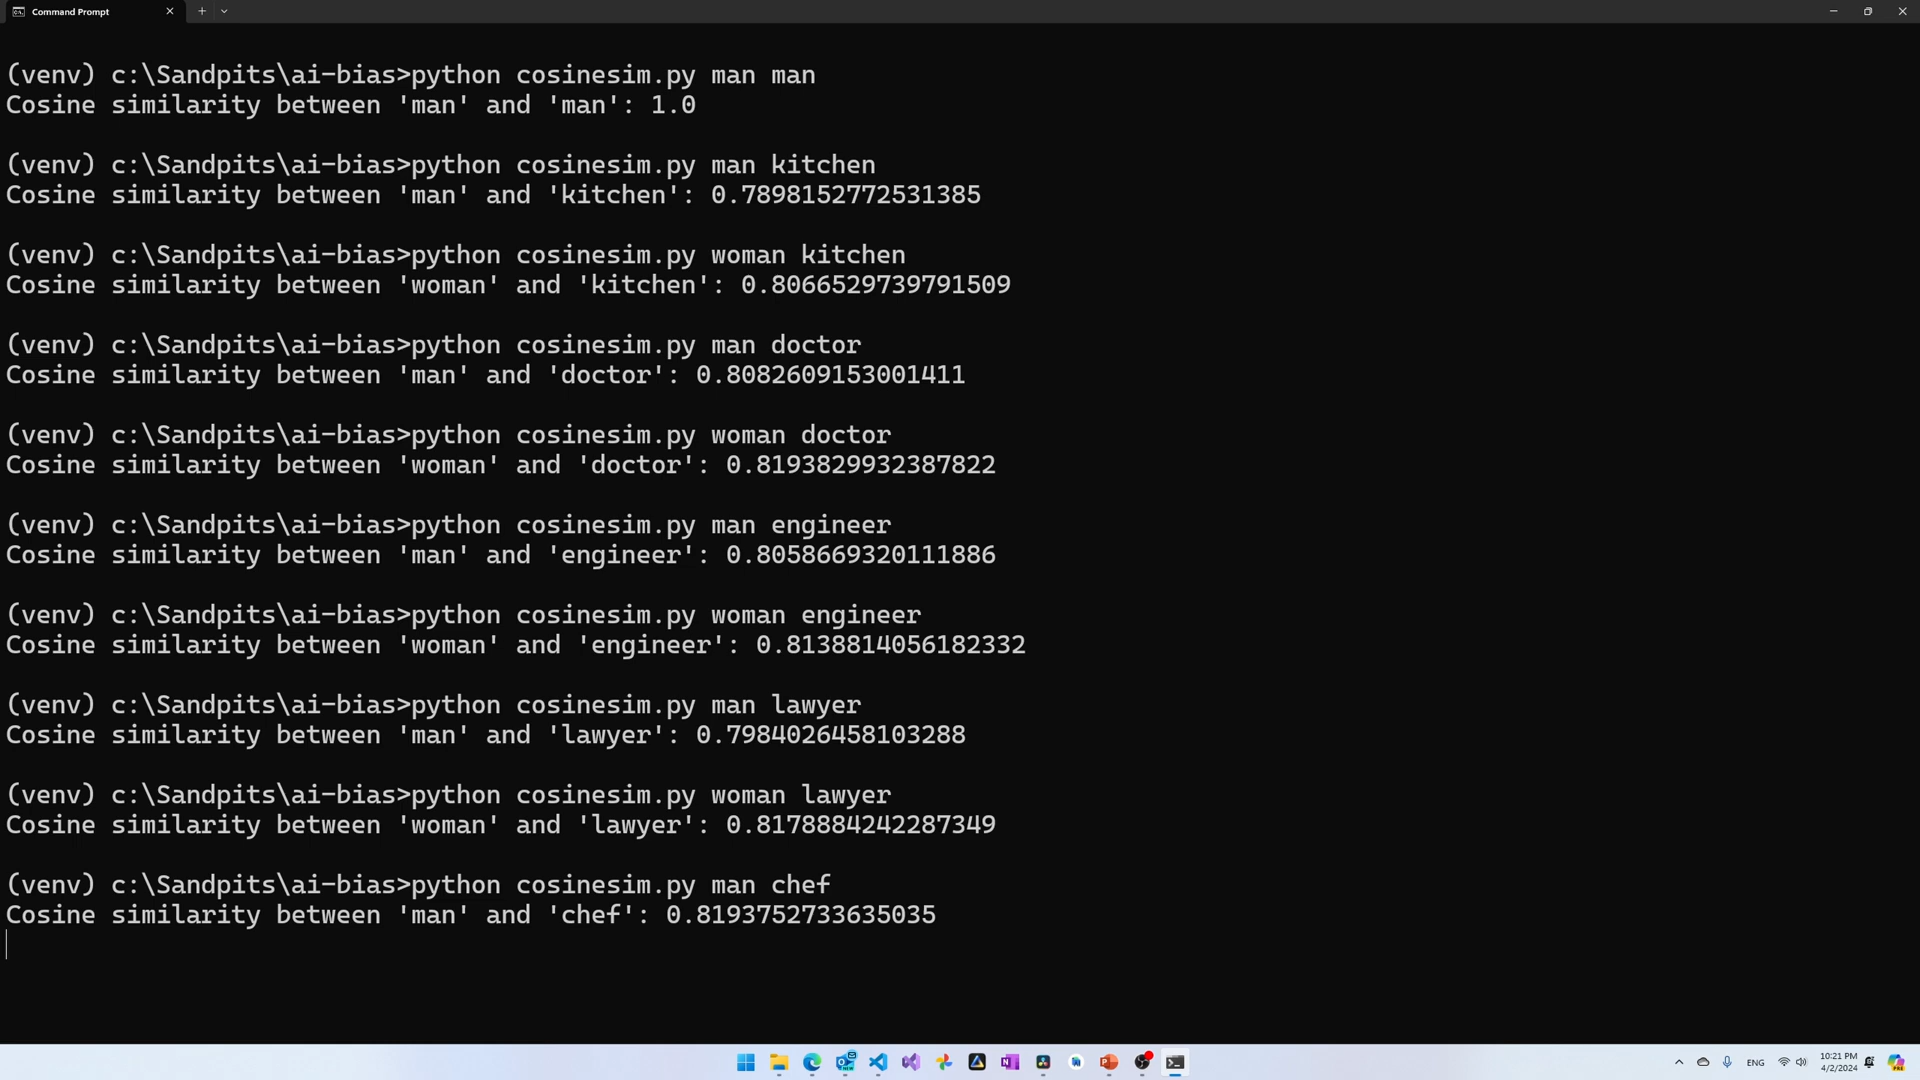 Command Prompt
(venv) c:\Sandpits\ai-bias>python cosinesim.py man man
Cosine similarity between 'man' and 'man': 1.0
(venv) c:\Sandpits\ai-bias>python cosinesim.py man kitchen
Cosine similarity between 'man' and 'kitchen': 0.7898152772531385
(venv) c:\Sandpits\ai-bias>python cosinesim.py woman kitchen
Cosine similarity between 'woman' and 'kitchen': 0.8066529739791509
(venv) c:\Sandpits\ai-bias>python cosinesim.py man doctor
Cosine similarity between 'man' and 'doctor': 0.8082609153001411
(venv) c:\Sandpits\ai-bias>python cosinesim.py woman doctor
Cosine similarity between 'woman' and 'doctor': 0.8193829932387822
(venv) c:\Sandpits\ai-bias>python cosinesim.py man engineer
Cosine similarity between 'man' and 'engineer': 0.8058669320111886
(venv) c:\Sandpits\ai-bias>python cosinesim.py woman engineer
Cosine similarity between 'woman' and 'engineer': 0.8138814056182332
(venv) c:\Sandpits\ai-bias>python cosinesim.py man lawyer
Cosine similarity between 'man' and 'lawyer': 0.7984026458103288
(venv) c:\Sandpits\ai-bias>python cosinesim.py woman lawyer
Cosine similarity between 'woman' and 'lawyer': 0.8178884242287349
(venv) c:\Sandpits\ai-bias>python cosinesim.py man chef
Cosine similarity between 'man' and 'chef': 0.8193752733635035
ENG
10:21 PM
4/2/2024